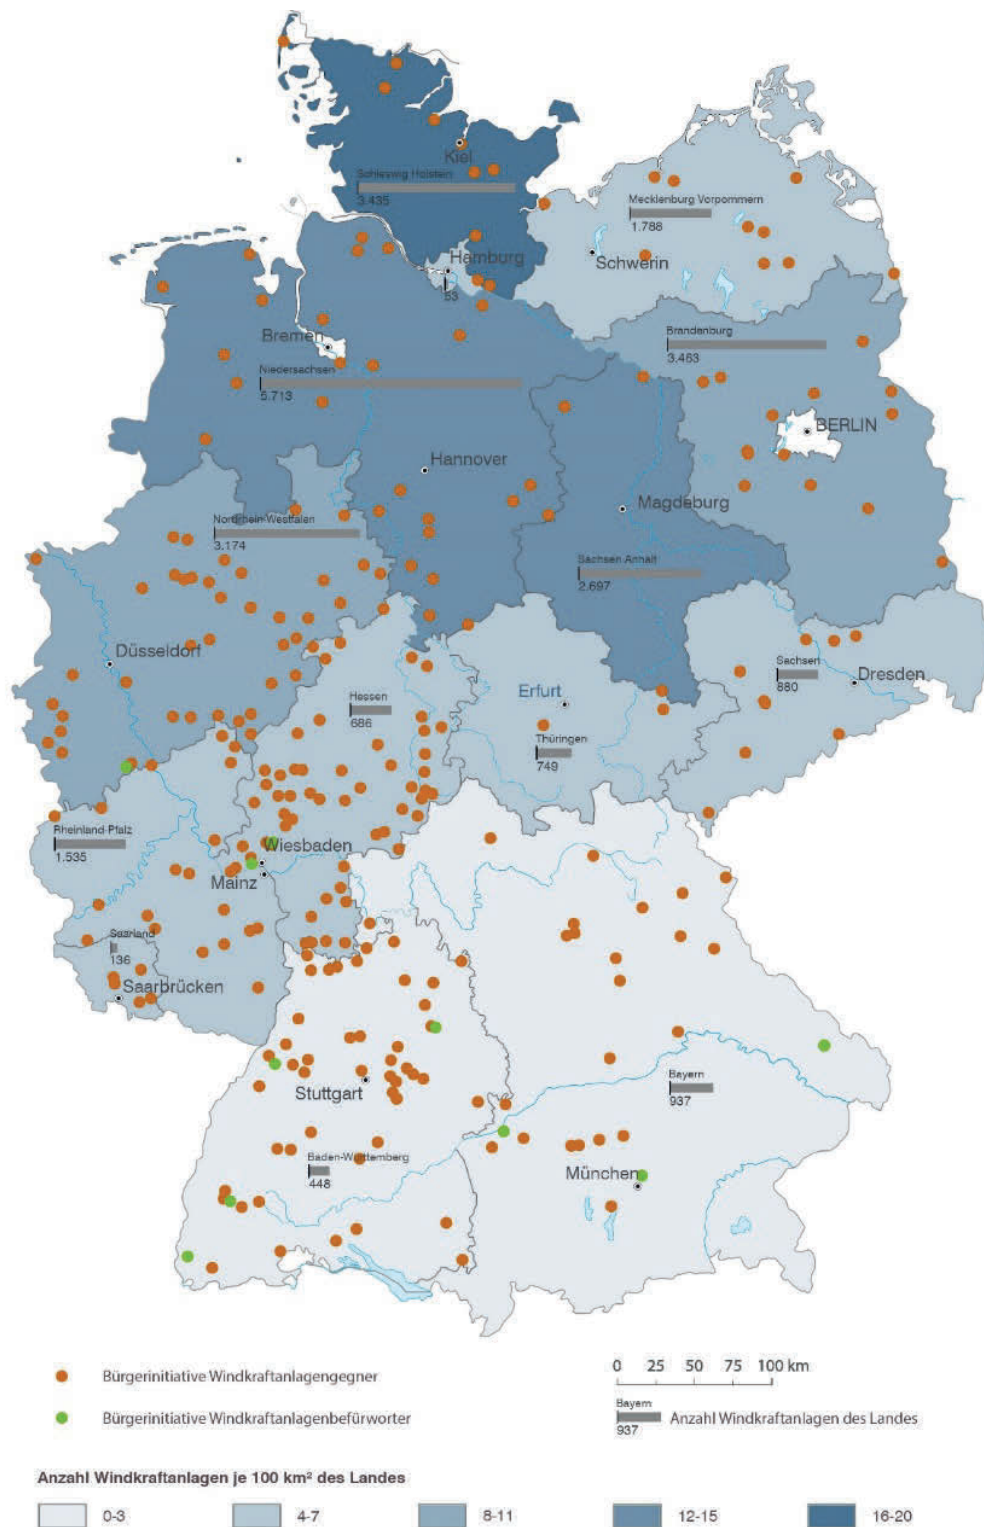 Kiel
Schleswig Holstein
3.435
Mecklenburg Vorpommern
1.788
Schwerin
Hamburg
53
Bremen
Brandenburg
3.463
Niedersachsen
5.713
BERLIN
Hannover
Magdeburg
Nordrhein-Westfalen
3.174
Sachsen Anhalt
2.697
Düsseldorf
Sachsen
880
Dresden
Hessen
686
Erfurt
Thüringen
749
Rheinland-Pfalz
1.535
Wiesbaden
Mainz
Saarland
136
Saarbrücken
Stuttgart
Bayern
937
Baden-Württemberg
448
München
Bürgerinitiative Windkraftanlagengegner
0 25 50 75 100 km
Bürgerinitiative Windkraftanlagenbefürworter
Bayern
937
Anzahl Windkraftanlagen des Landes
Anzahl Windkraftanlagen je 100 km² des Landes
0-3 4-7 8-11 12-15 16-20